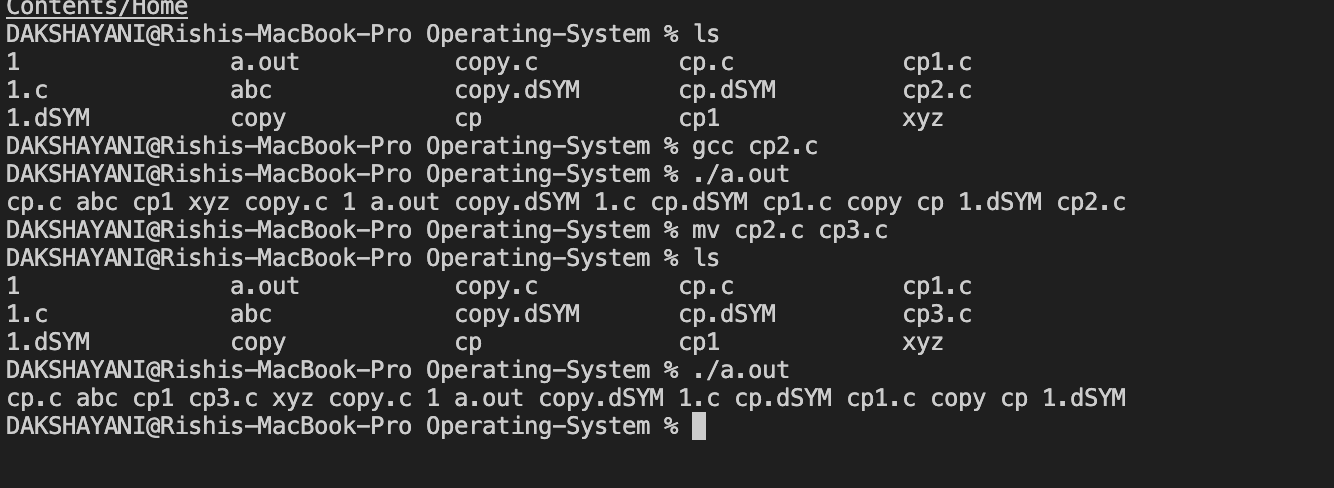 Contents/Home
DAKSHAYANI@Rishis-MacBook-Pro Operating-System % ls
1 a.out copy.c cp.c cp1.c
1.c abc copy.dSYM cp.dSYM cp2.c
1.dSYM copy cp cp1 xyz
DAKSHAYANI@Rishis-MacBook-Pro Operating-System % gcc cp2.c
DAKSHAYANI@Rishis-MacBook-Pro Operating-System % ./a.out
cp.c abc cp1 xyz copy.c 1 a.out copy.dSYM 1.c cp.dSYM cp1.c copy cp 1.dSYM cp2.c
DAKSHAYANI@Rishis-MacBook-Pro Operating-System % mv cp2.c cp3.c
DAKSHAYANI@Rishis-MacBook-Pro Operating-System % ls
1 a.out copy.c cp.c cp1.c
1.c abc copy.dSYM cp.dSYM cp3.c
1.dSYM copy cp cp1 xyz
DAKSHAYANI@Rishis-MacBook-Pro Operating-System % ./a.out
cp.c abc cp1 cp3.c xyz copy.c 1 a.out copy.dSYM 1.c cp.dSYM cp1.c copy cp 1.dSYM
DAKSHAYANI@Rishis-MacBook-Pro Operating-System %